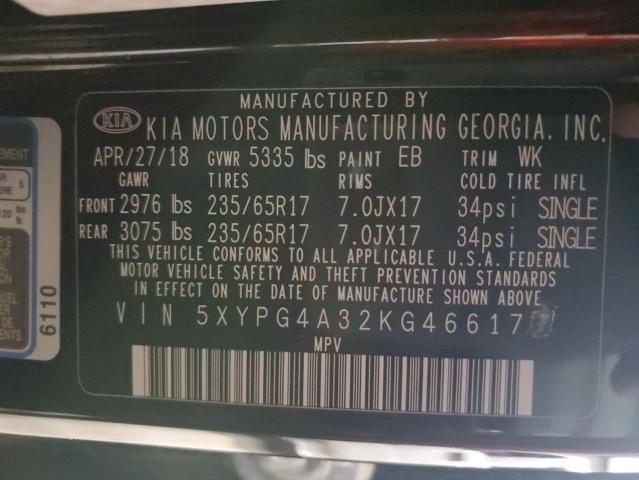 MANUFACTURED BY
KIA KIA MOTORS MANUFACTURING GEORGIA, INC.
APR/27/18 GVWR 5335 lbs PAINT EB TRIM WK
GAWR TIRES RIMS COLD TIRE INFL
FRONT 2976 lbs 235/65R17 7.0JX17 34psi SINGLE
REAR 3075 lbs 235/65R17 7.0JX17 34psi SINGLE
THIS VEHICLE CONFORMS TO ALL APPLICABLE U.S.A. FEDERAL
MOTOR VEHICLE SAFETY AND THEFT PREVENTION STANDARDS
IN EFFECT ON THE DATE OF MANUFACTURE SHOWN ABOVE
VIN 5XYPG4A32KG46617
MPV
6110